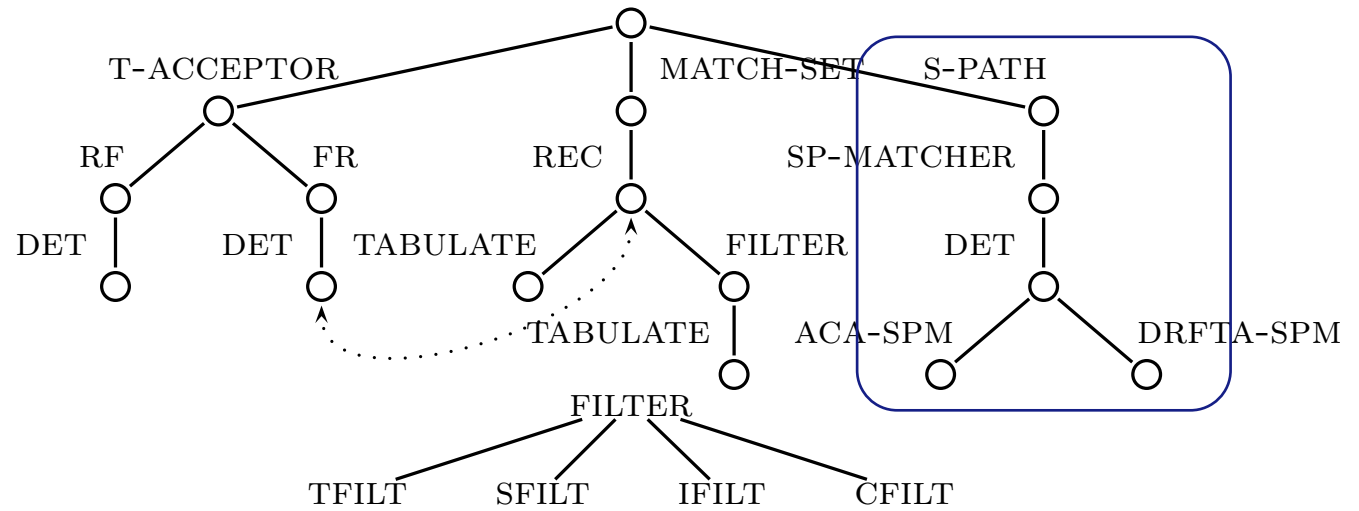 T-ACCEPTOR MATCH-SET S-PATH
RF FR REC SP-MATCHER
DET DET TABULATE FILTER DET
TABULATE ACA-SPM DRFTA-SPM
FILTER
TFILT SFILT IFILT CFILT